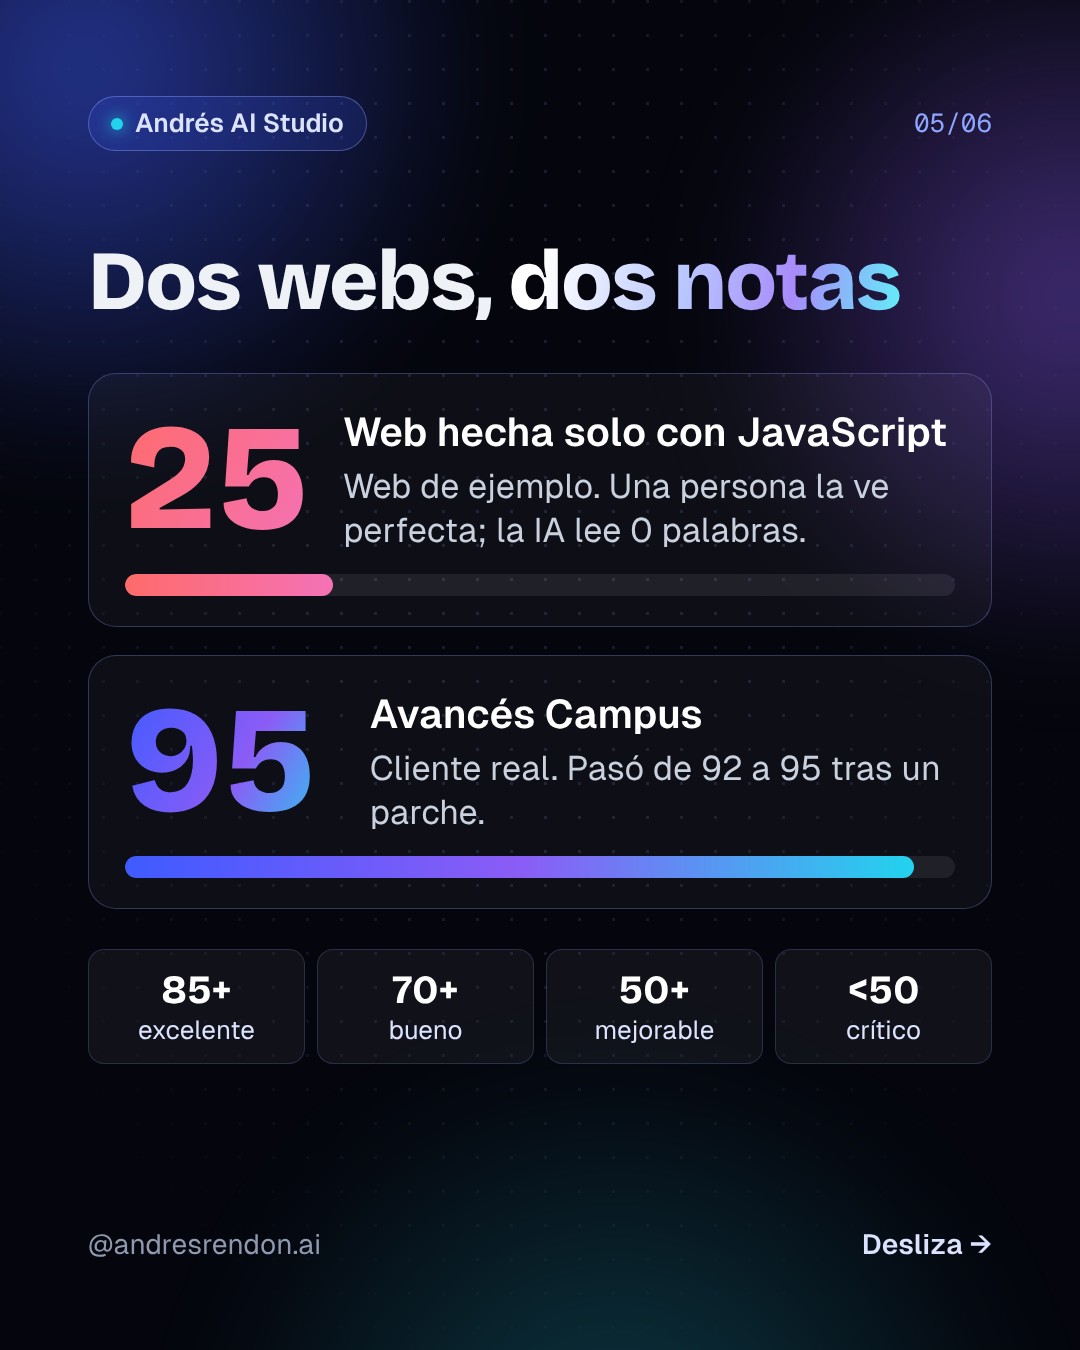 Andrés AI Studio
05/06
Dos webs, dos notas
25
Web hecha solo con JavaScript
Web de ejemplo. Una persona la ve
perfecta; la IA lee 0 palabras.
95
Avancés Campus
Cliente real. Pasó de 92 a 95 tras un
parche.
85+
excelente
70+
bueno
50+
mejorable
<50
crítico
@andresrendon.ai
Desliza →